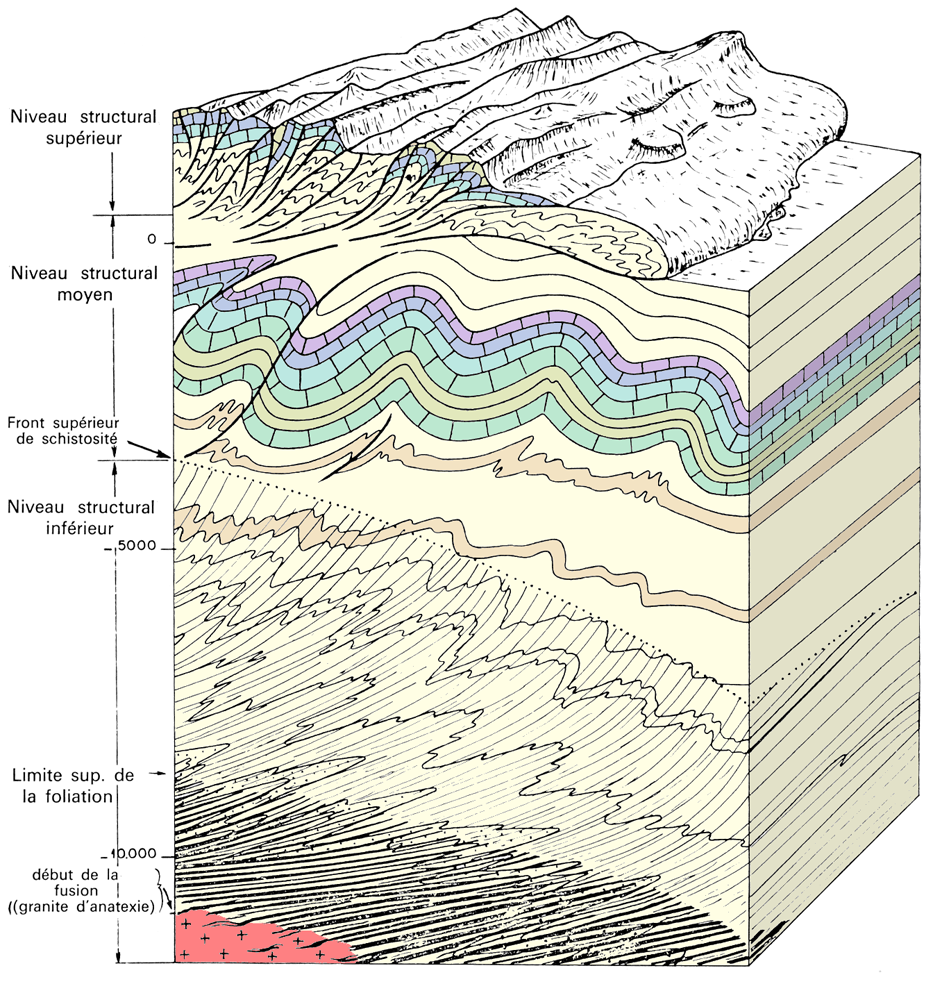 Niveau structural
supérieur
0
Niveau structural
moyen
Front supérieur
de schistosité
Niveau structural
inférieur
-5000
Limite sup. de
la foliation
-10.000
début de la
fusion
((granite d'anatexie)